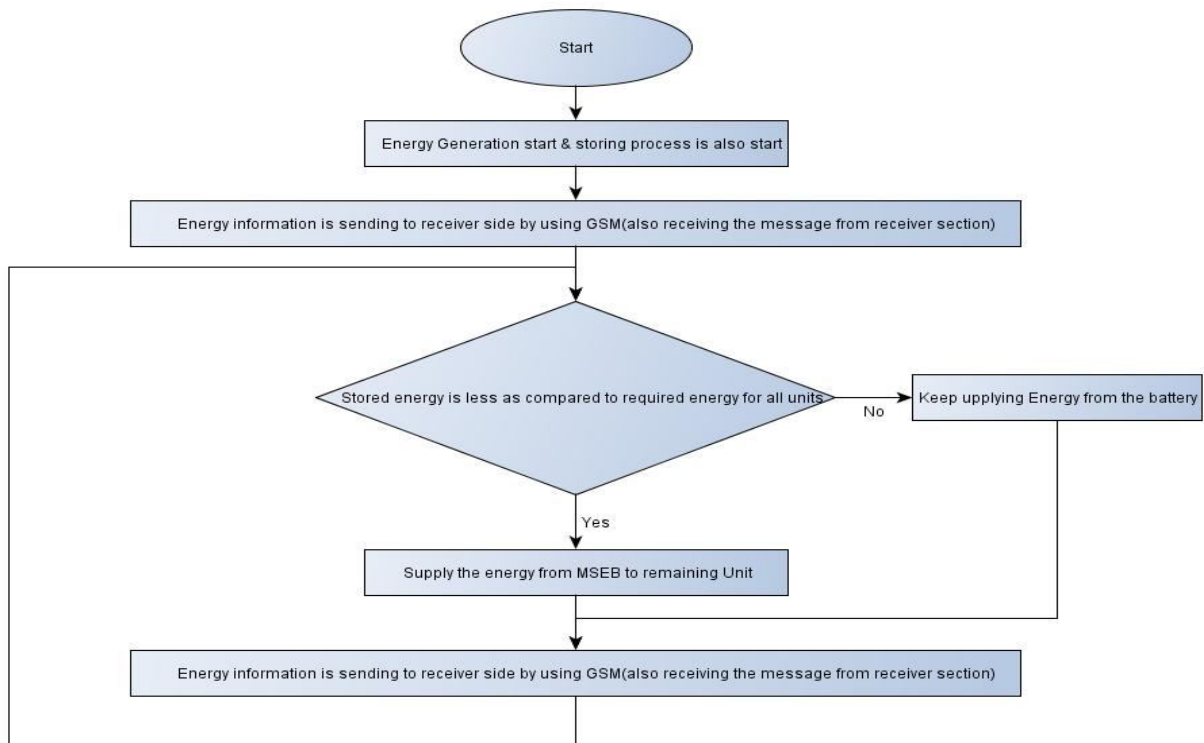 Start
Energy Generation start & storing process is also start
Energy information is sending to receiver side by using GSM(also receiving the message from receiver section)
Stored energy is less as compared to required energy for all units
No
Keep upplying Energy from the battery
Yes
Supply the energy from MSEB to remaining Unit
Energy information is sending to receiver side by using GSM(also receiving the message from receiver section)